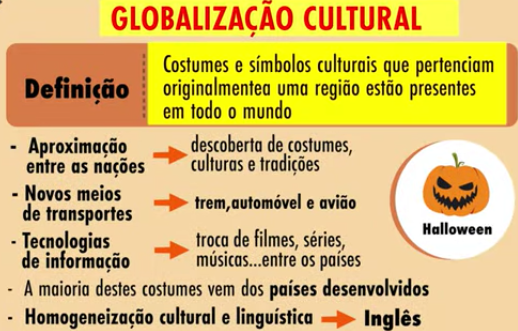 GLOBALIZAÇÃO CULTURAL
Definição
Costumes e símbolos culturais que pertenciam
originalmentea uma região estão presentes
em todo o mundo
- Aproximação
entre as nações
descoberta de costumes,
culturas e tradições
- Novos meios
de transportes
trem,automóvel e avião
- Tecnologias
de informação
troca de filmes, séries,
músicas...entre os países
Halloween
- A maioria destes costumes vem dos países desenvolvidos
- Homogeneização cultural e linguística
Inglês